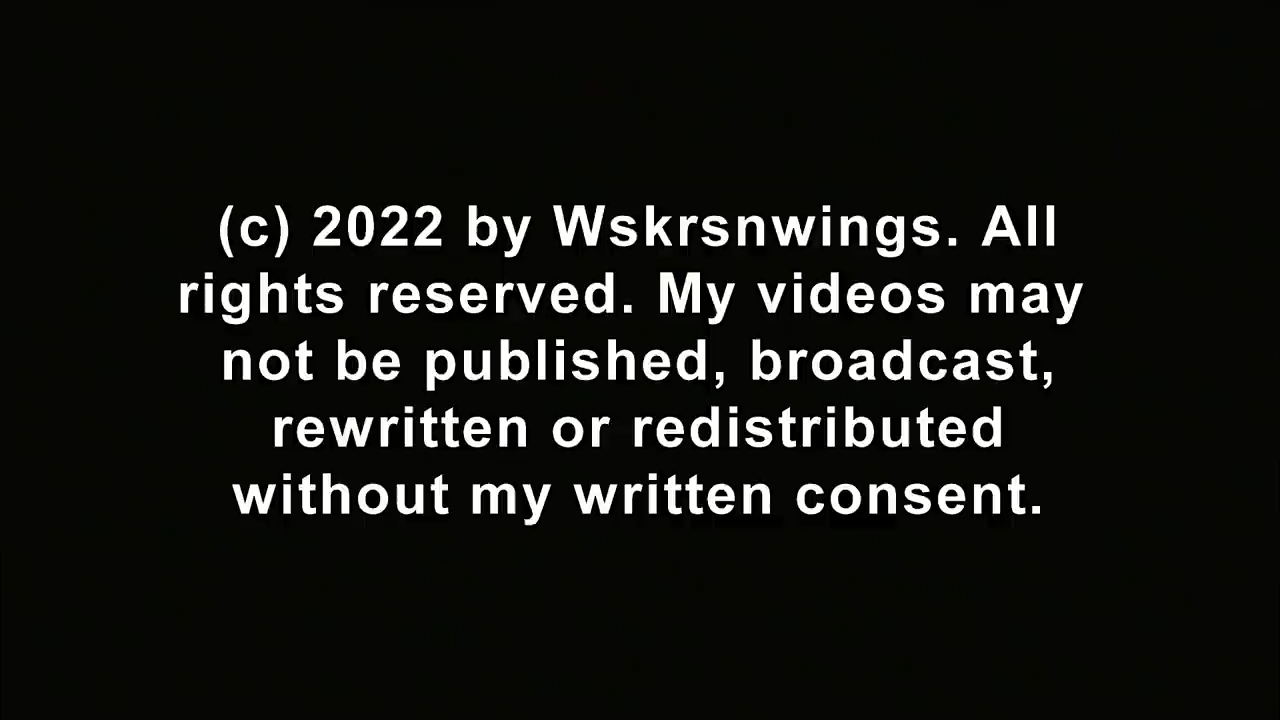 (c) 2022 by Wskrsnwings. All
rights reserved. My videos may
not be published, broadcast,
rewritten or redistributed
without my written consent.